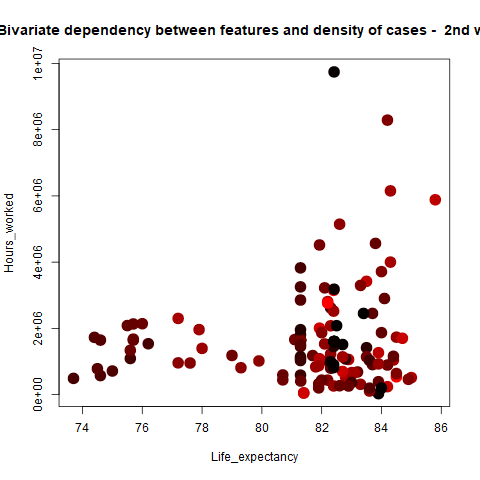 Bivariate dependency between features and density of cases - 2nd w
1e+07
8e+06
6e+06
4e+06
2e+06
0e+00
Hours_worked
74 76 78 80 82 84 86
Life_expectancy